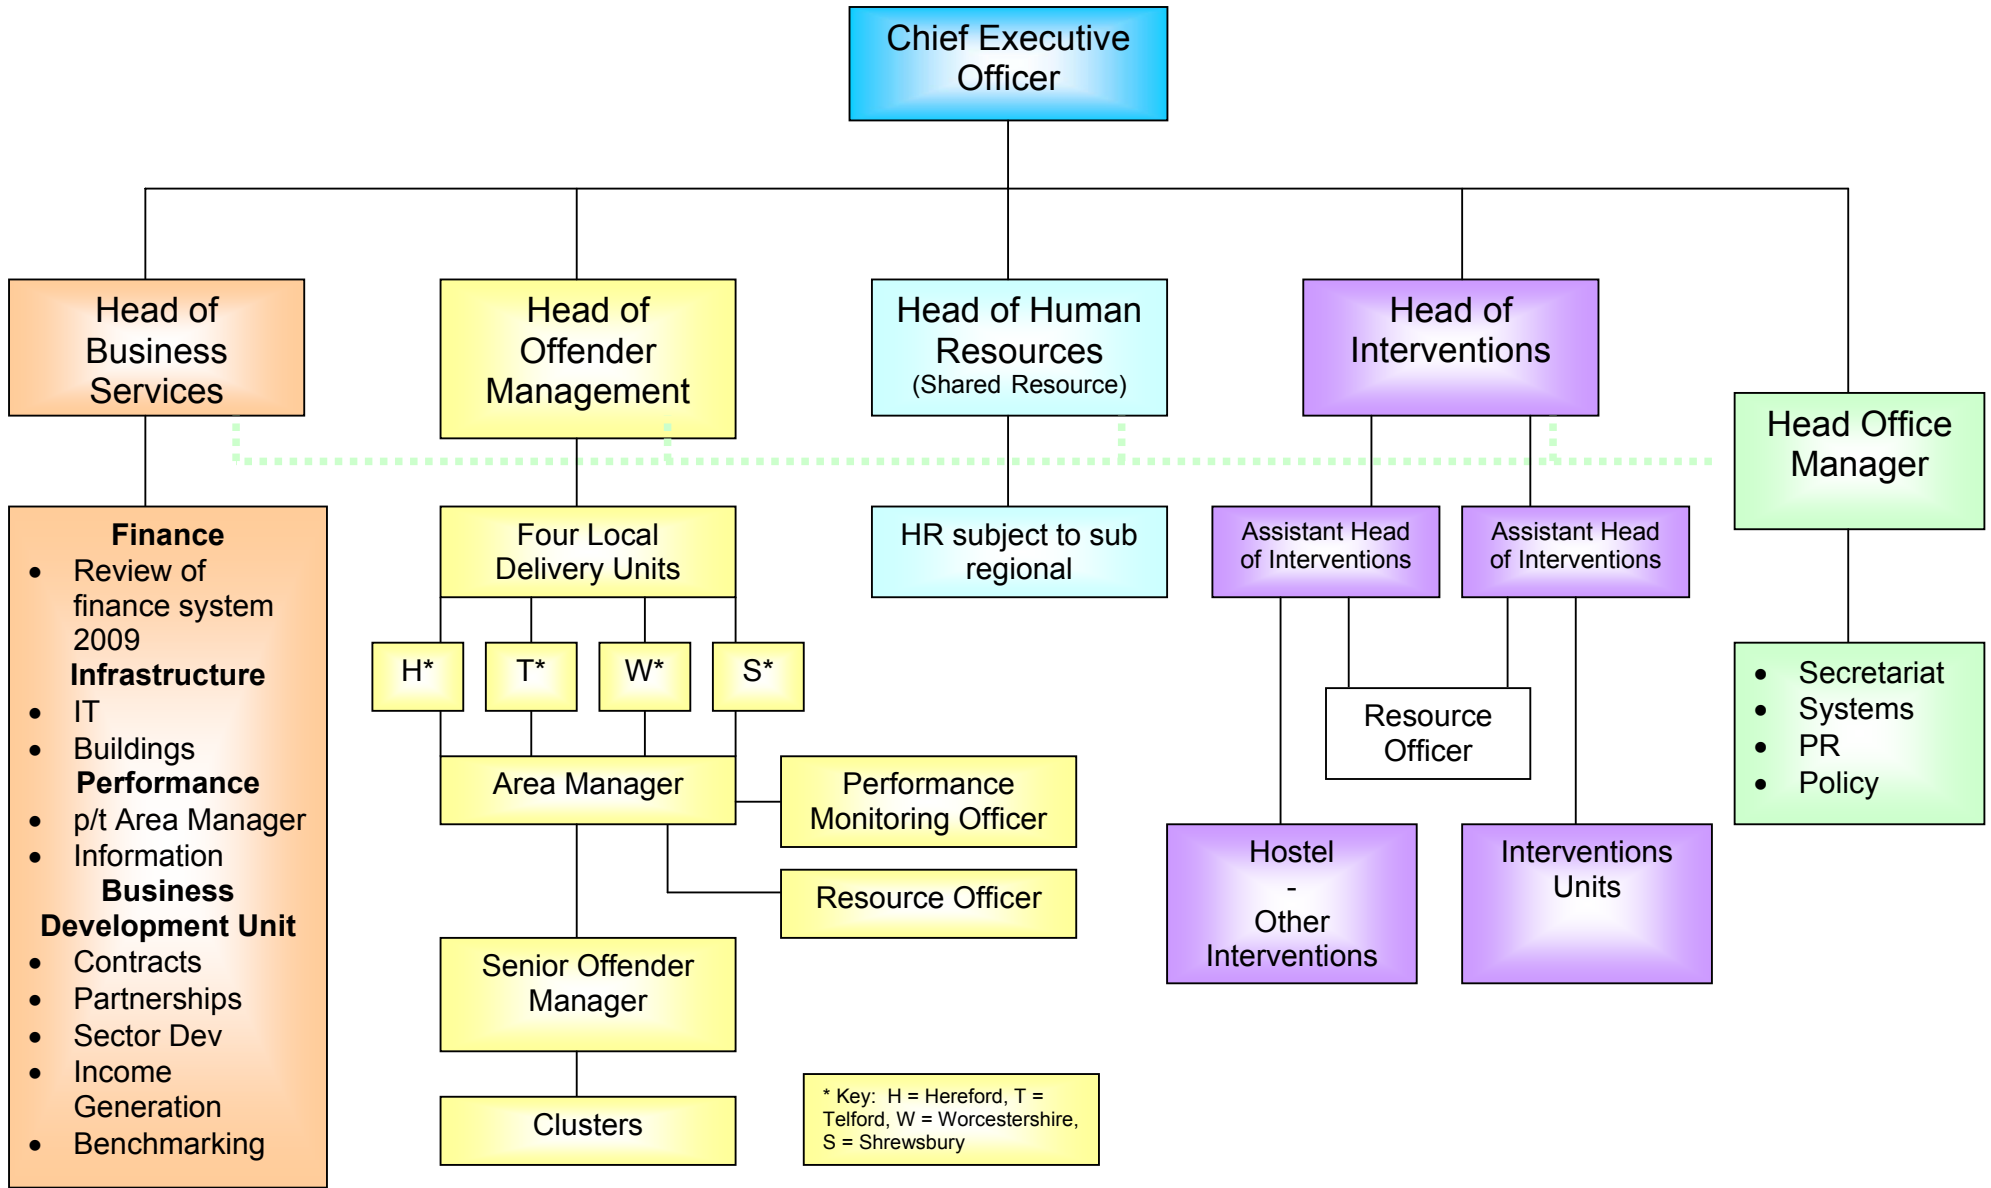 Chief Executive
Officer
Head of
Business
Services
Head of
Offender
Management
Head of Human
Resources
(Shared Resource)
Head of
Interventions
Head Office
Manager
Finance
• Review of
finance system
2009
Infrastructure
• IT
• Buildings
Performance
• p/t Area Manager
• Information
Business
Development Unit
• Contracts
• Partnerships
• Sector Dev
• Income
Generation
• Benchmarking
Four Local
Delivery Units
H*
T*
W*
S*
Area Manager
Performance
Monitoring Officer
Resource Officer
Senior Offender
Manager
Clusters
* Key: H = Hereford, T =
Telford, W = Worcestershire,
S = Shrewsbury
HR subject to sub
regional
Assistant Head
of Interventions
Assistant Head
of Interventions
Resource
Officer
Hostel
-
Other
Interventions
Interventions
Units
• Secretariat
• Systems
• PR
• Policy